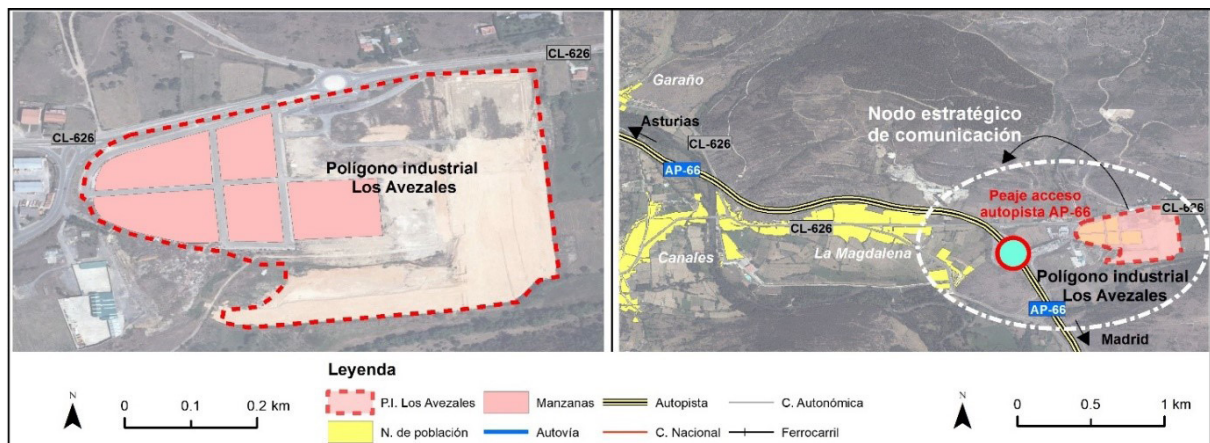 CL-626
CL-626
Polígono industrial
Los Avezales
Garaño
Asturias
CL-626
AP-66
Nodo estratégico
de comunicación
Peaje acceso
autopista AP-66
CL-626
CL-626
La Magdalena
Canales
Polígono industrial
Los Avezales
AP-66
Madrid
Leyenda
P.I. Los Avezales
Manzanas
Autopista
C. Autonómica
N. de población
Autovía
C. Nacional
Ferrocarril
N
0 0.1 0.2 km
N
0 0.5 1 km